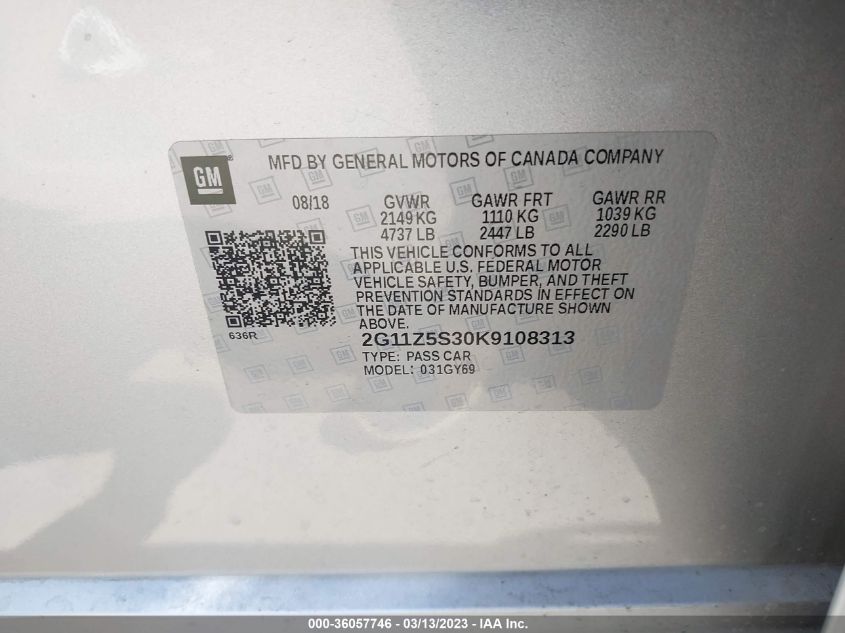 GM
MFD BY GENERAL MOTORS OF CANADA COMPANY
08/18 GVWR GAWR FRT GAWR RR
2149 KG 1110 KG 1039 KG
4737 LB 2447 LB 2290 LB
THIS VEHICLE CONFORMS TO ALL
APPLICABLE U.S. FEDERAL MOTOR
VEHICLE SAFETY, BUMPER, AND THEFT
PREVENTION STANDARDS IN EFFECT ON
THE DATE OF MANUFACTURE SHOWN
ABOVE.
636R
2G11Z5S30K9108313
TYPE: PASS CAR
MODEL: 031GY69
000-36057746 — 03/13/2023 — IAA Inc.